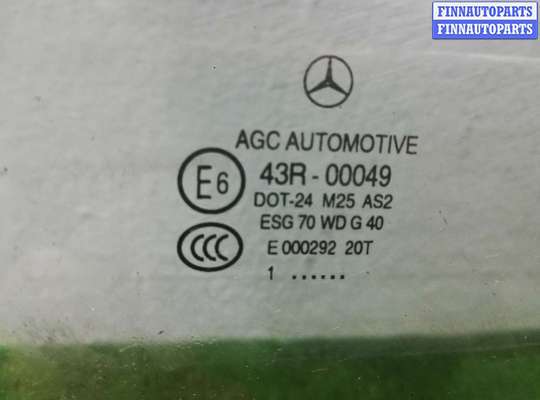 FINNAUTOPARTS
FINNAUTOPARTS
AGC AUTOMOTIVE
E6 43R - 00049
DOT-24 M25 AS2
ESG 70 WD G 40
CCC E 000292 20T
1 ......